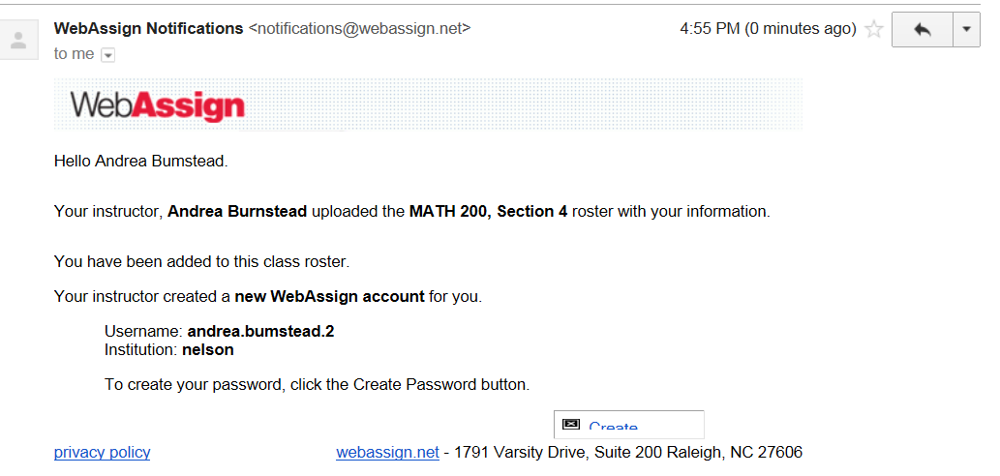 WebAssign Notifications <notifications@webassign.net> 4:55 PM (0 minutes ago)
to me
WebAssign
Hello Andrea Bumstead.
Your instructor, Andrea Burnstead uploaded the MATH 200, Section 4 roster with your information.
You have been added to this class roster.
Your instructor created a new WebAssign account for you.
Username: andrea.bumstead.2
Institution: nelson
To create your password, click the Create Password button.
Create
privacy policy webassign.net - 1791 Varsity Drive, Suite 200 Raleigh, NC 27606